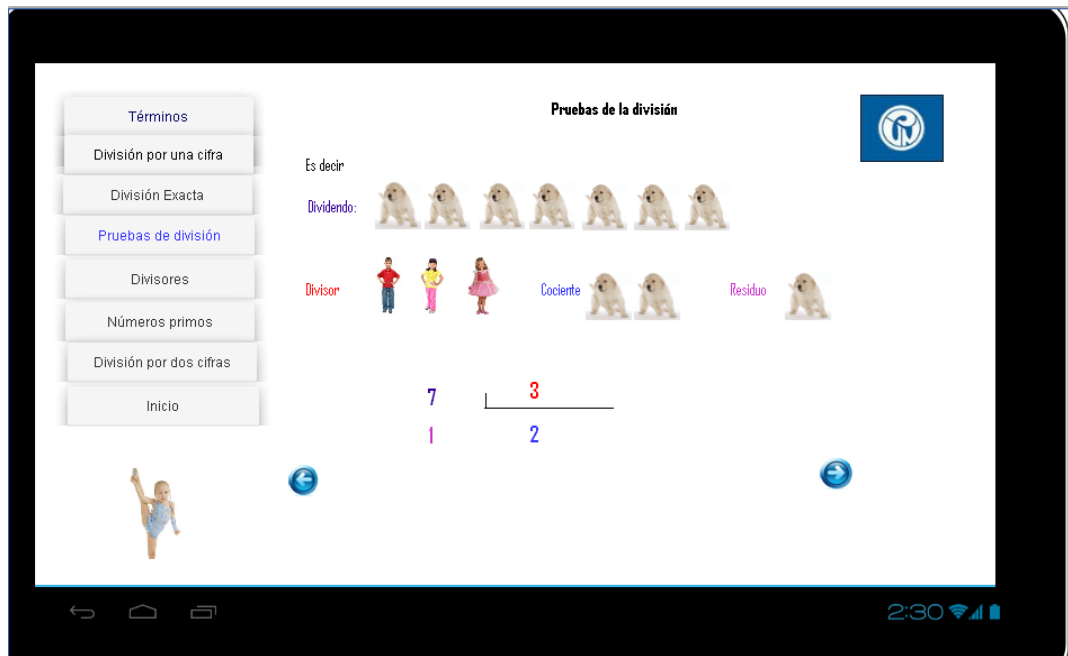 Pruebas de la división
Términos
División por una cifra
División Exacta
Pruebas de división
Divisores
Números primos
División por dos cifras
Inicio
Es decir
Dividendo:
Divisor
Cociente
Residuo
7 3
1 2
2:30